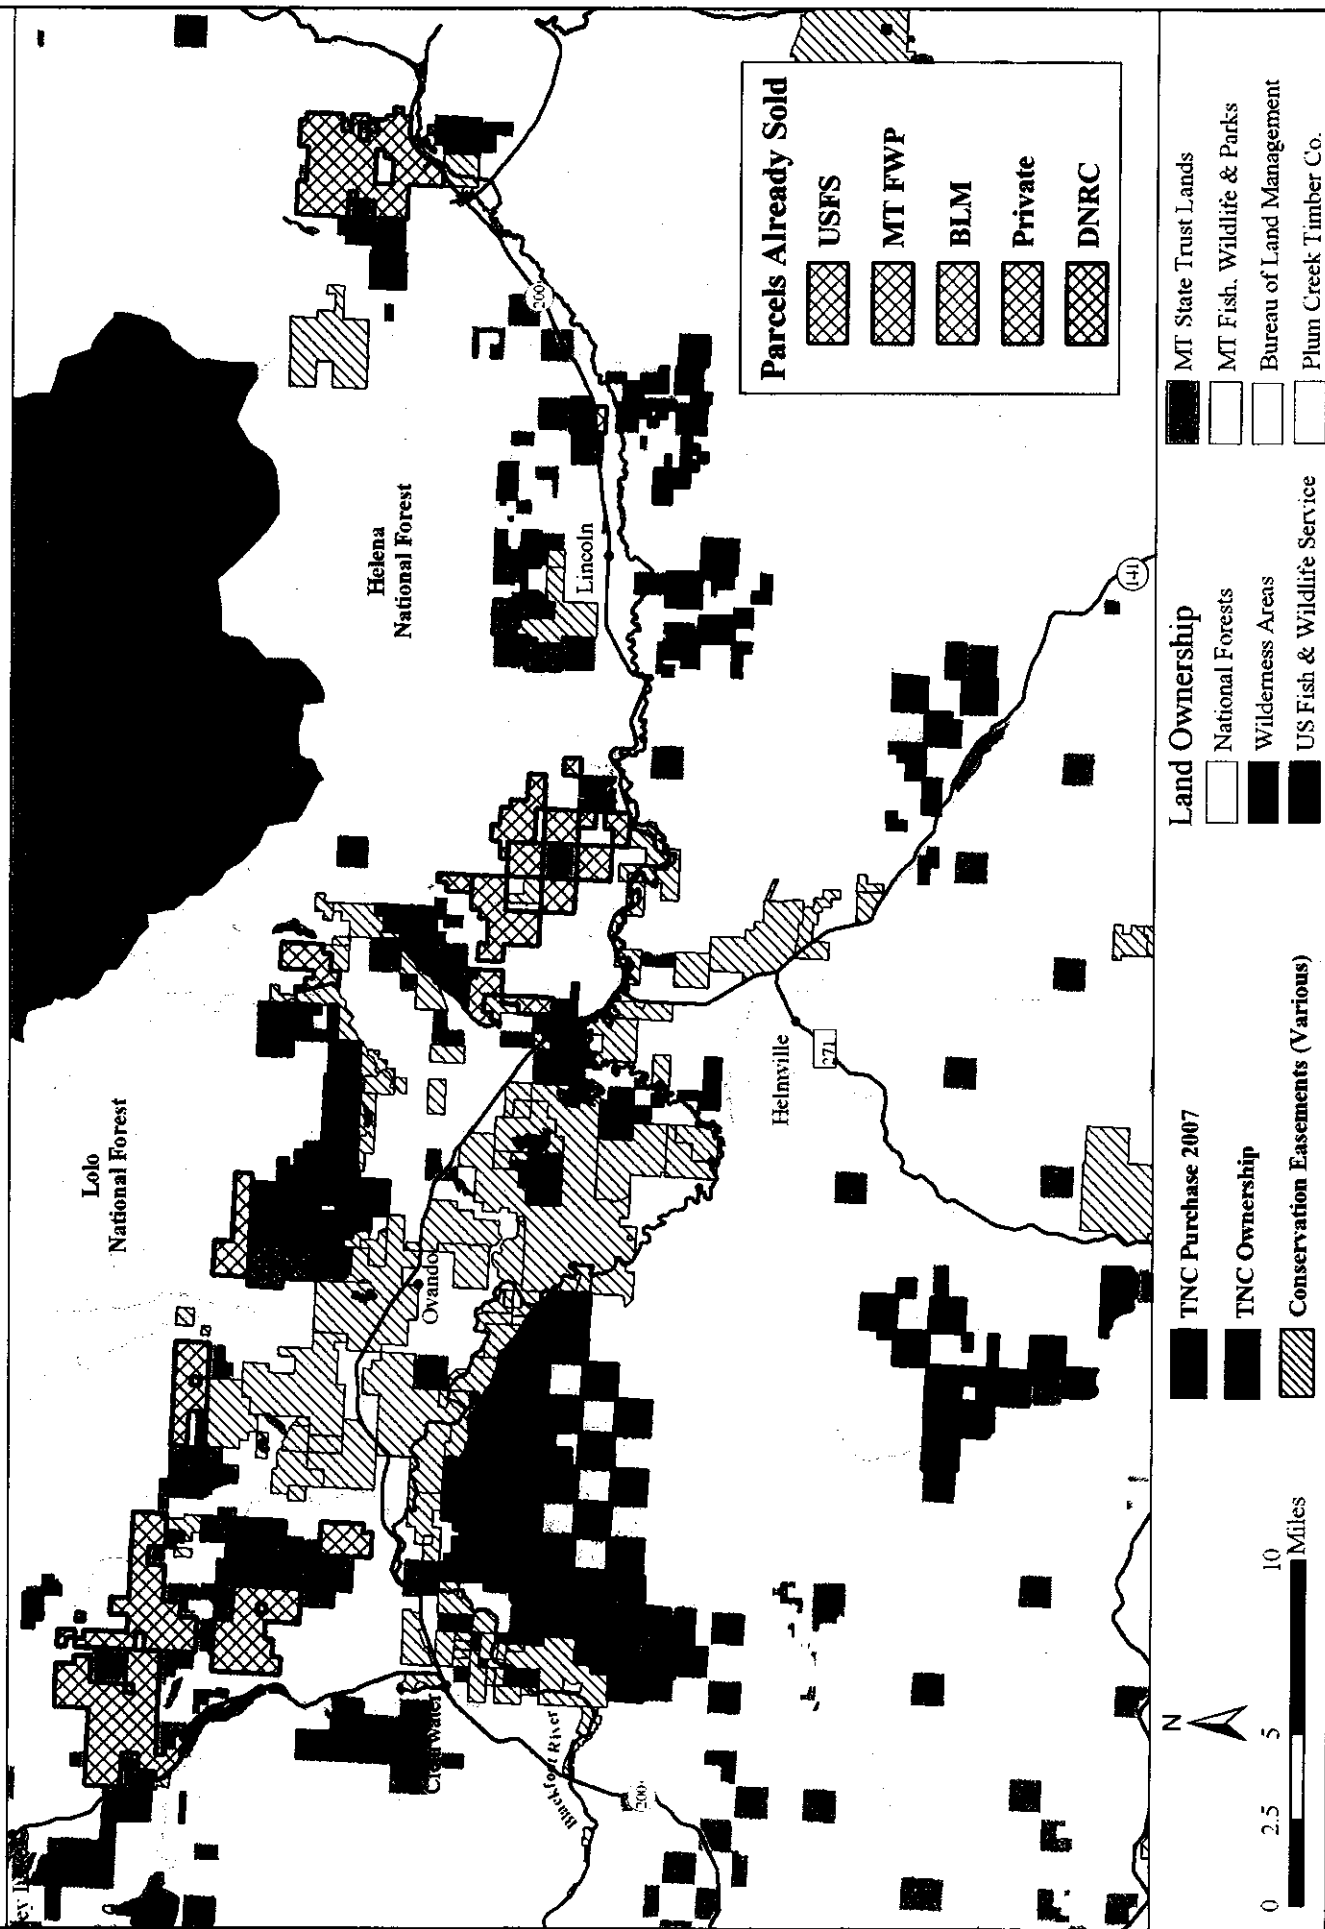 Lolo
National Forest
Helena
National Forest
Lincoln
Ovando
Helmville
Clearwater
Blackfoot River
200
200
271
141
Parcels Already Sold
USFS
MT FWP
BLM
Private
DNRC
N
0 2.5 5 10
Miles
TNC Purchase 2007
TNC Ownership
Conservation Easements (Various)
Land Ownership
National Forests
Wilderness Areas
US Fish & Wildlife Service
MT State Trust Lands
MT Fish, Wildlife & Parks
Bureau of Land Management
Plum Creek Timber Co.